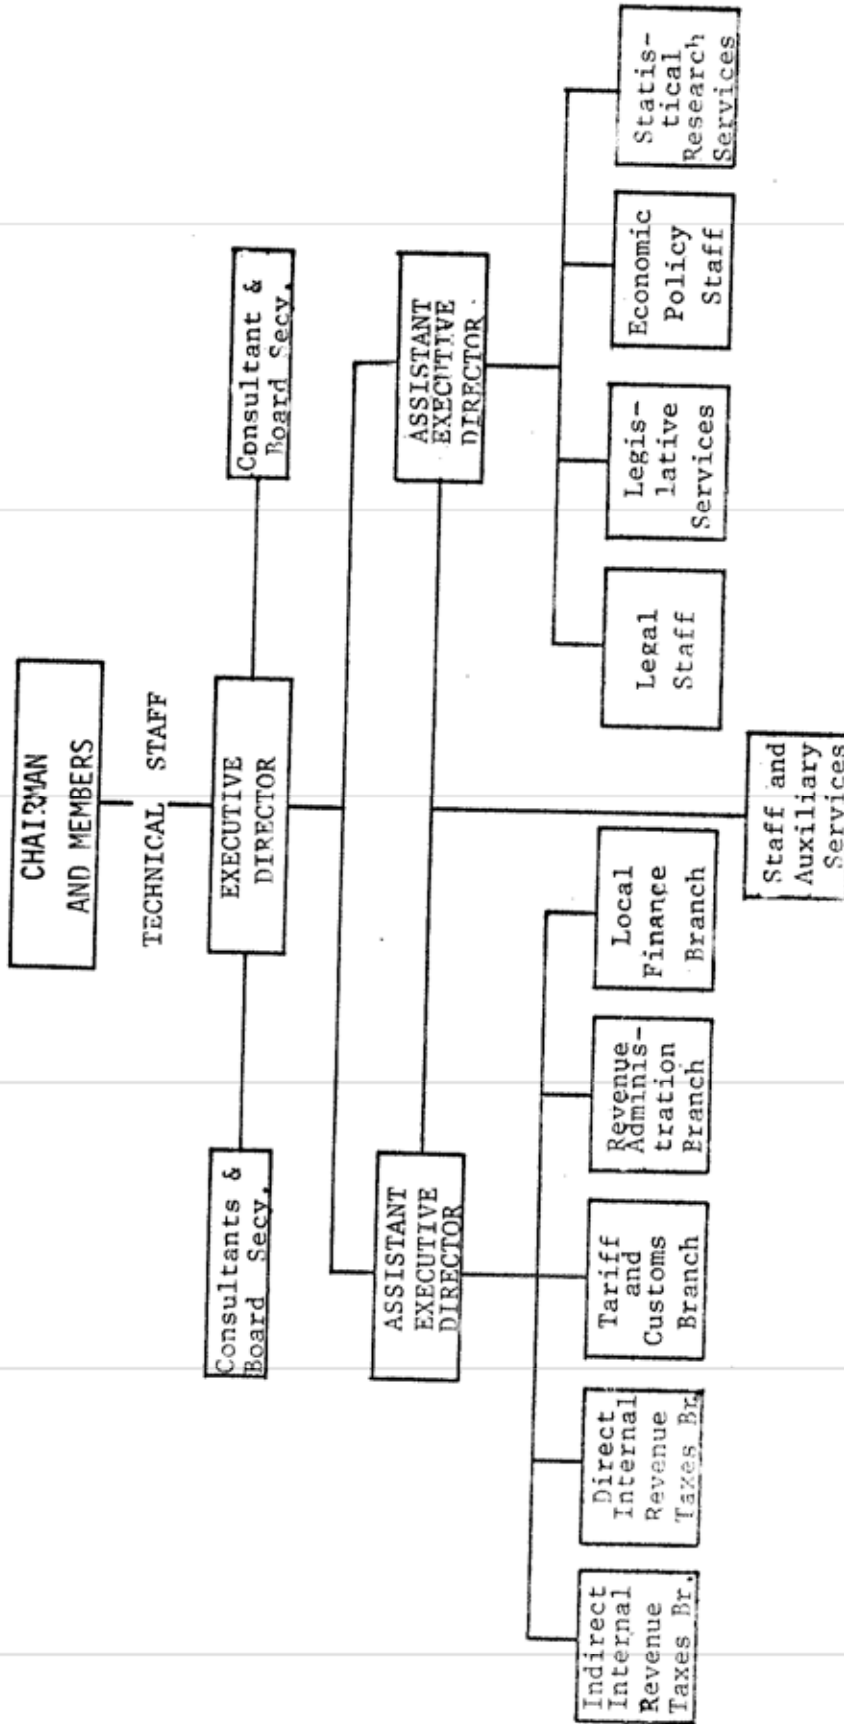 CHAIRMAN
AND MEMBERS
TECHNICAL STAFF
Consultants &
Board Secy.
EXECUTIVE
DIRECTOR
Consultant &
Board Secy.
ASSISTANT
EXECUTIVE
DIRECTOR
ASSISTANT
EXECUTIVE
DIRECTOR
Indirect
Internal
Revenue
Taxes Br.
Direct
Internal
Revenue
Taxes Br.
Tariff
and
Customs
Branch
Revenue
Adminis-
tration
Branch
Local
Finance
Branch
Legal
Staff
Legis-
lative
Services
Economic
Policy
Staff
Statis-
tical
Research
Services
Staff and
Auxiliary
Services